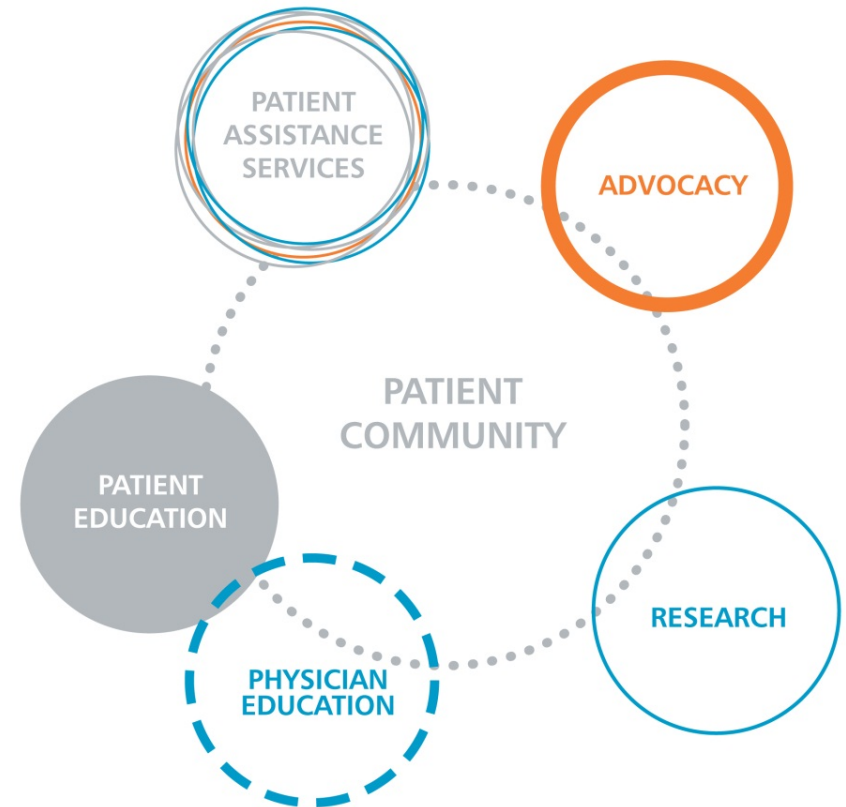 PATIENT
ASSISTANCE
SERVICES
ADVOCACY
PATIENT
COMMUNITY
PATIENT
EDUCATION
RESEARCH
PHYSICIAN
EDUCATION